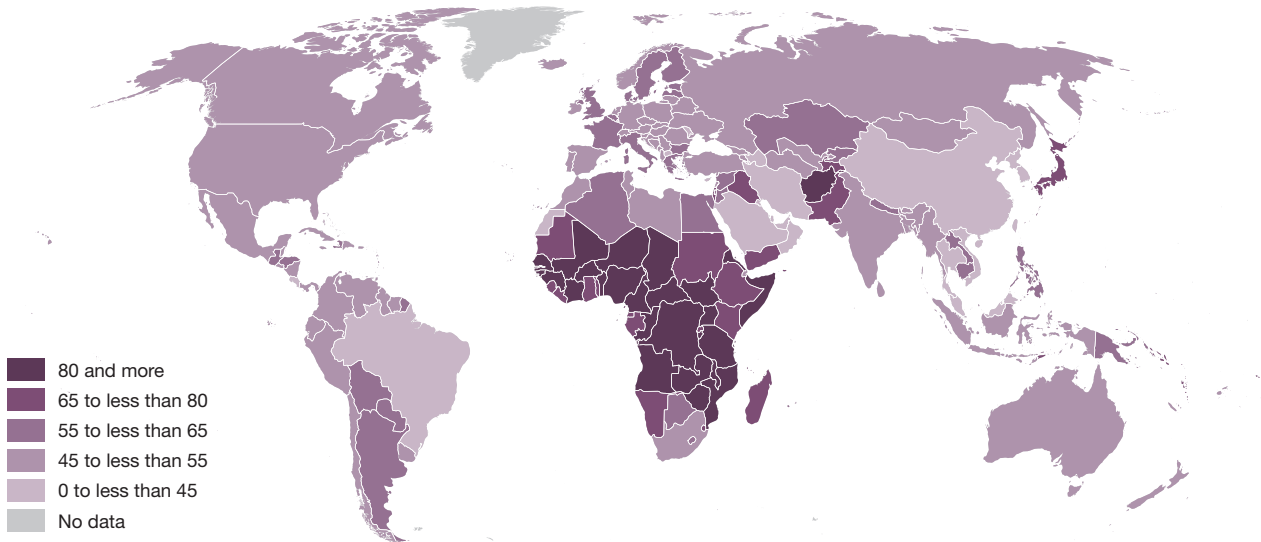 80 and more
65 to less than 80
55 to less than 65
45 to less than 55
0 to less than 45
No data